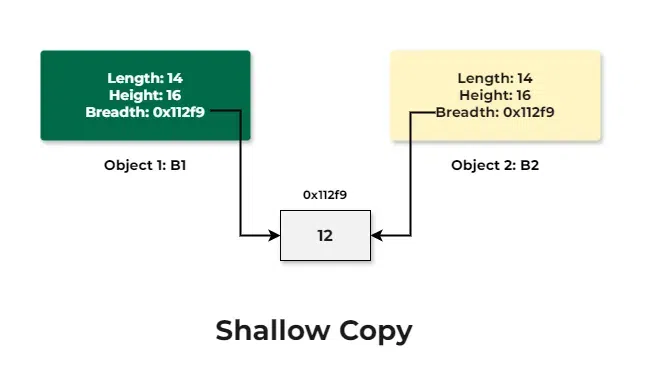 Length: 14
Height: 16
Breadth: 0x112f9
Object 1: B1
Length: 14
Height: 16
Breadth: 0x112f9
Object 2: B2
0x112f9
12
Shallow Copy